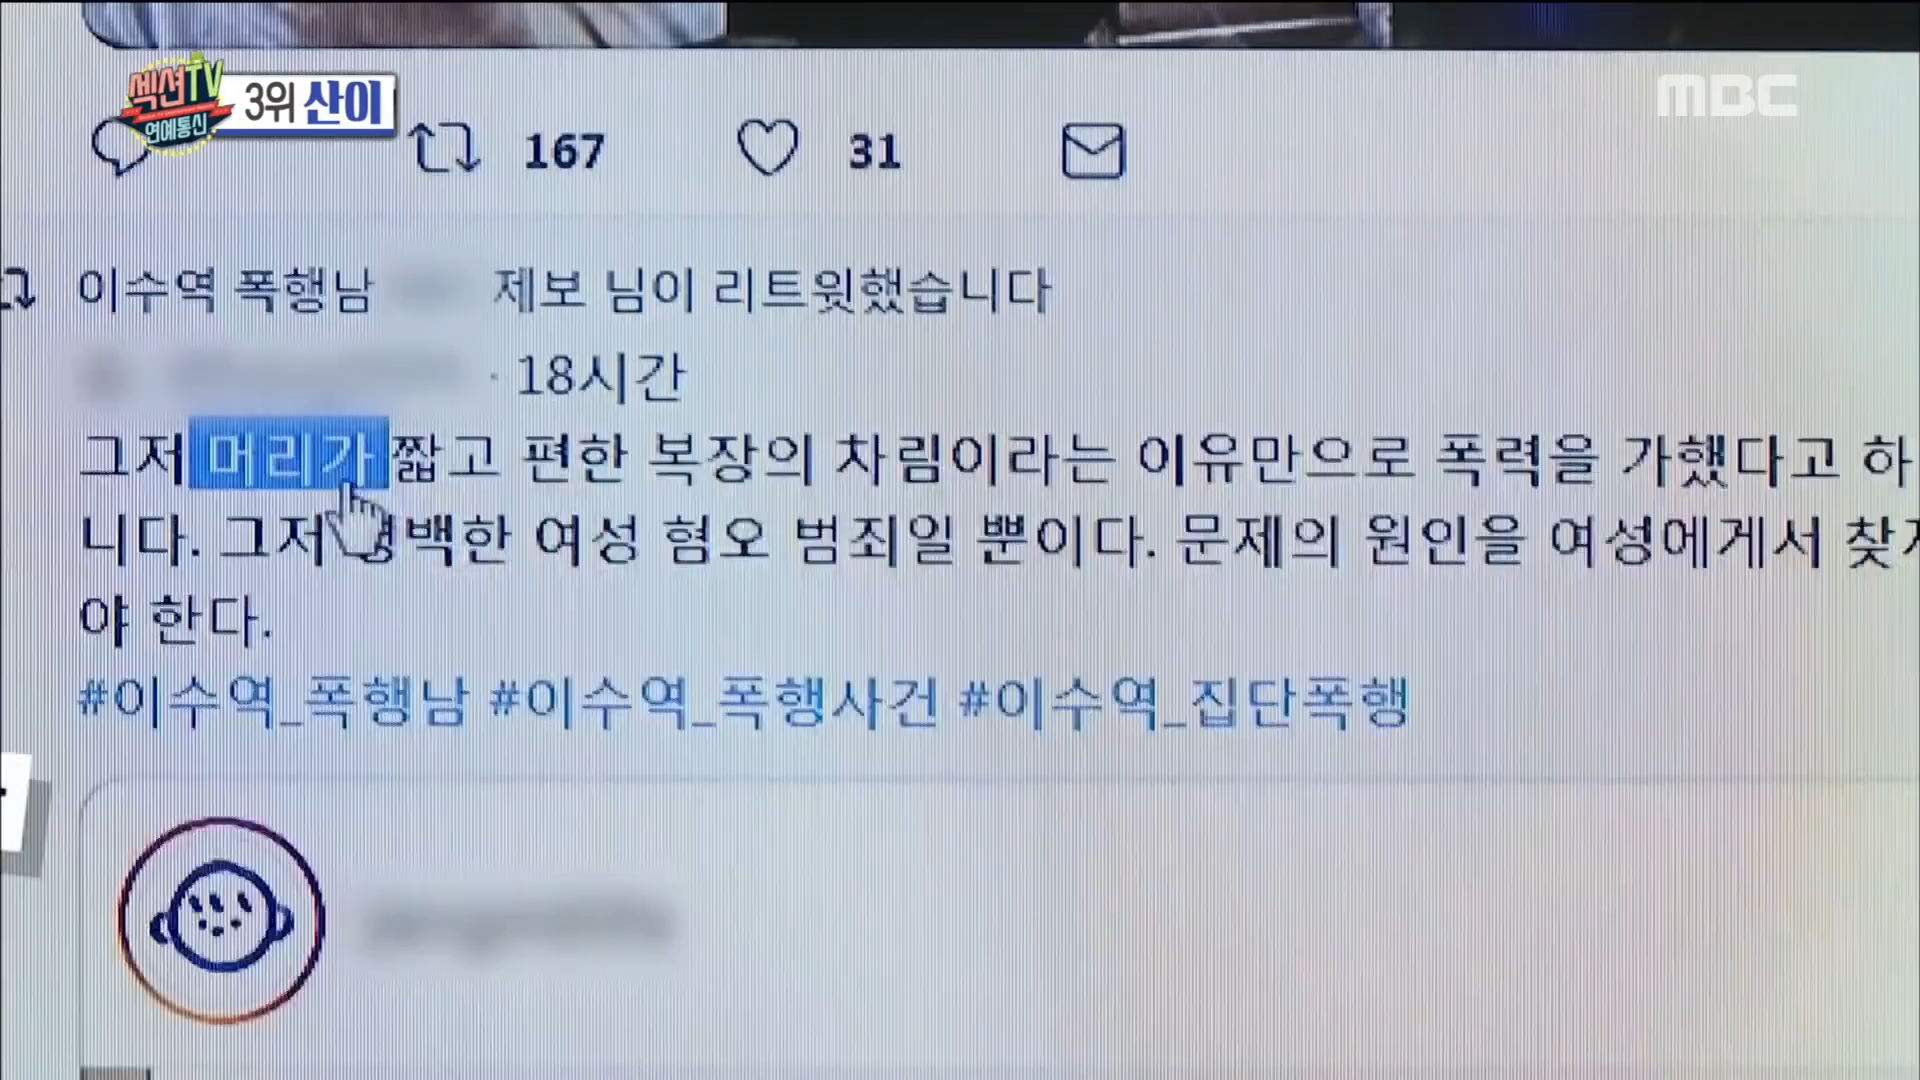 섹션TV
연예통신
3위 산이
MBC
167
31
이수역 폭행남
제보 님이 리트윗했습니다
· 18시간
그저 머리가 짧고 편한 복장의 차림이라는 이유만으로 폭력을 가했다고 하
니다. 그저 명백한 여성 혐오 범죄일 뿐이다. 문제의 원인을 여성에게서 찾
야 한다.
#이수역_폭행남 #이수역_폭행사건 #이수역_집단폭행